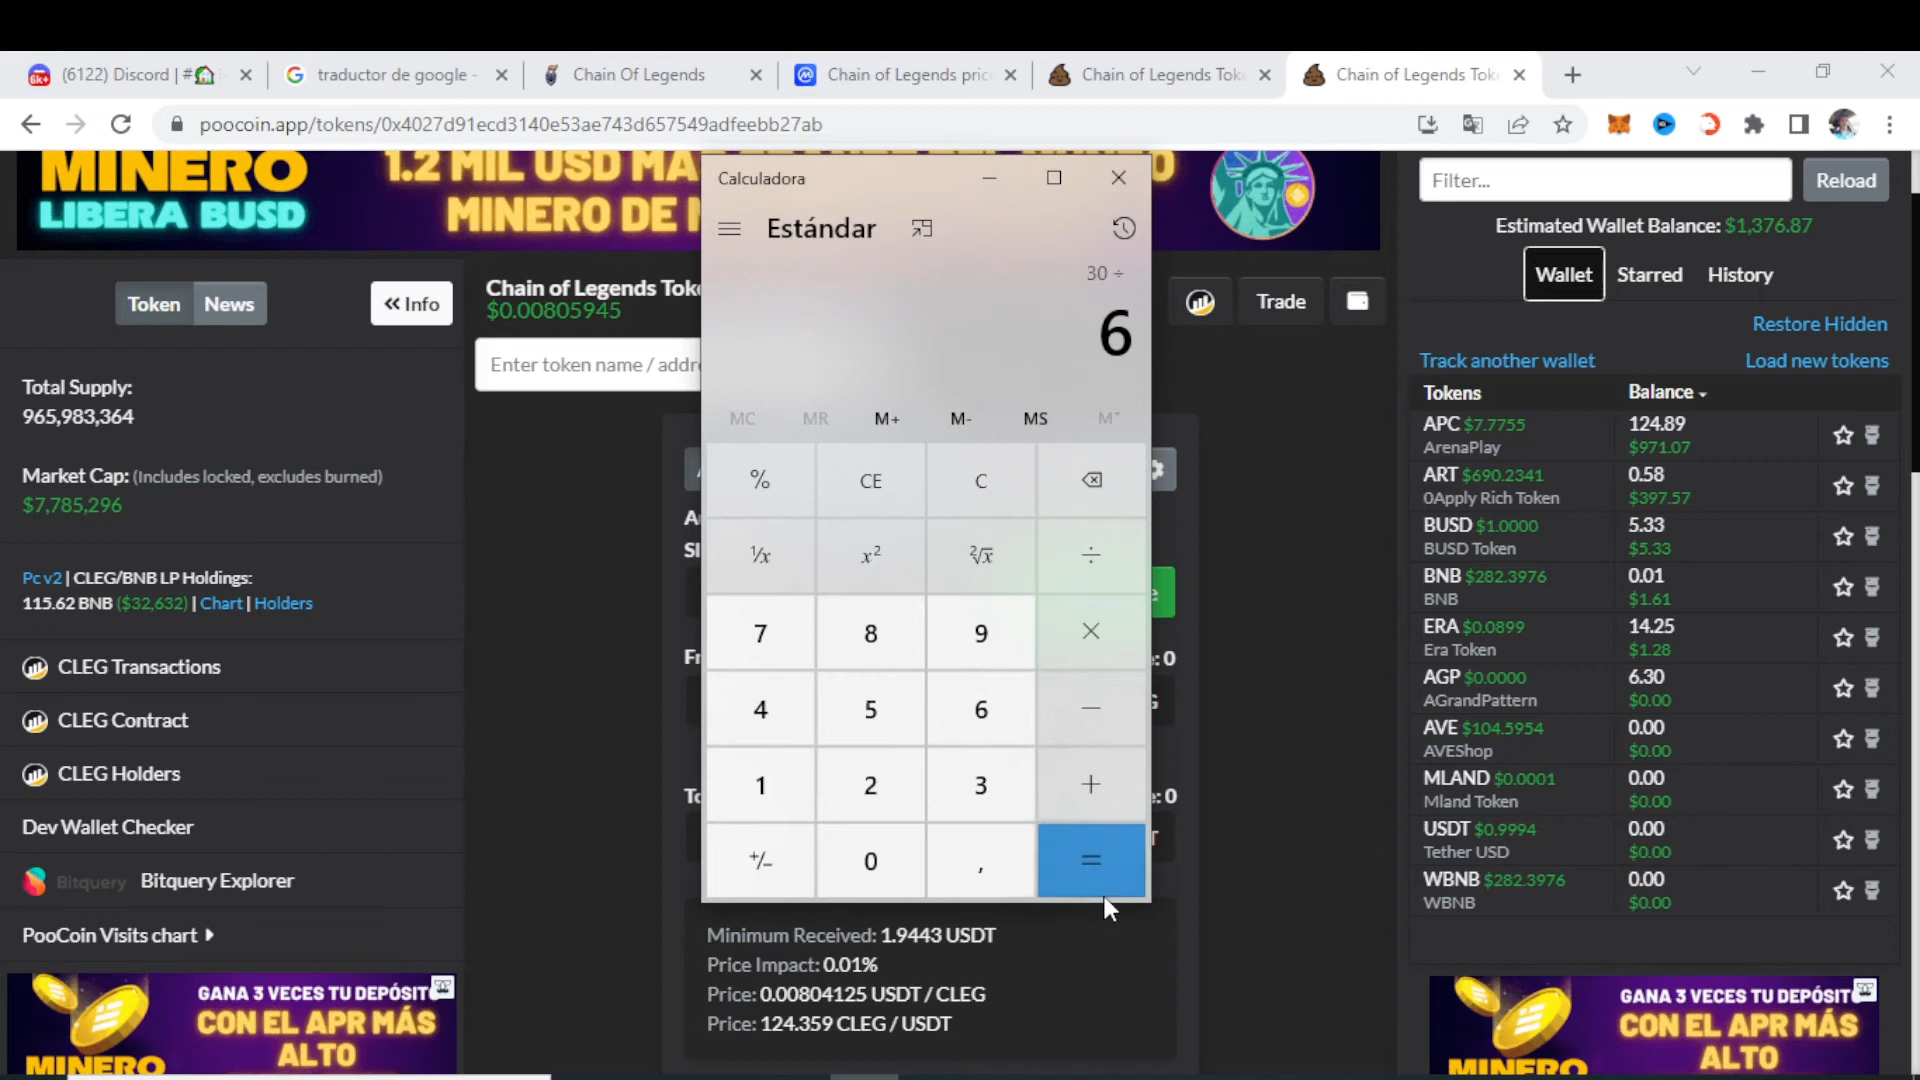 (6122) Discord | #
traductor de google -
Chain Of Legends
Chain of Legends pric
Chain of Legends Tok
Chain of Legends Tok
poocoin.app/tokens/0x4027d91ecd3140e53ae743d657549adfeebb27ab
MINERO
LIBERA BUSD
1.2 MIL USD
MINERO DE
Token
News
Info
Total Supply:
965,983,364
Market Cap: (Includes locked, excludes burned)
$7,785,296
Pc v2 | CLEG/BNB LP Holdings:
115.62 BNB ($32,632) | Chart | Holders
CLEG Transactions
CLEG Contract
CLEG Holders
Dev Wallet Checker
Bitquery
Bitquery Explorer
PooCoin Visits chart
GANA 3 VECES TU DEPÓSITO
CON EL APR MÁS
ALTO
MINERO
Chain of Legends Tok
$0.00805945
Enter token name / addr
Trade
Calculadora
Estándar
30 ÷
6
MC MR M+ M- MS
% CE C
¹/x x² ²√x ÷
7 8 9 ×
4 5 6 −
1 2 3 +
+/− 0 , =
: 0
: 0
Minimum Received: 1.9443 USDT
Price Impact: 0.01%
Price: 0.00804125 USDT / CLEG
Price: 124.359 CLEG / USDT
Filter...
Reload
Estimated Wallet Balance: $1,376.87
Wallet
Starred
History
Restore Hidden
Track another wallet
Load new tokens
Tokens
Balance
APC $7.7755 124.89
ArenaPlay $971.07
ART $690.2341 0.58
0Apply Rich Token $397.57
BUSD $1.0000 5.33
BUSD Token $5.33
BNB $282.3976 0.01
BNB $1.61
ERA $0.0899 14.25
Era Token $1.28
AGP $0.0000 6.30
AGrandPattern $0.00
AVE $104.5954 0.00
AVEShop $0.00
MLAND $0.0001 0.00
Mland Token $0.00
USDT $0.9994 0.00
Tether USD $0.00
WBNB $282.3976 0.00
WBNB $0.00
GANA 3 VECES TU DEPÓSITO
CON EL APR MÁS
ALTO
MINERO